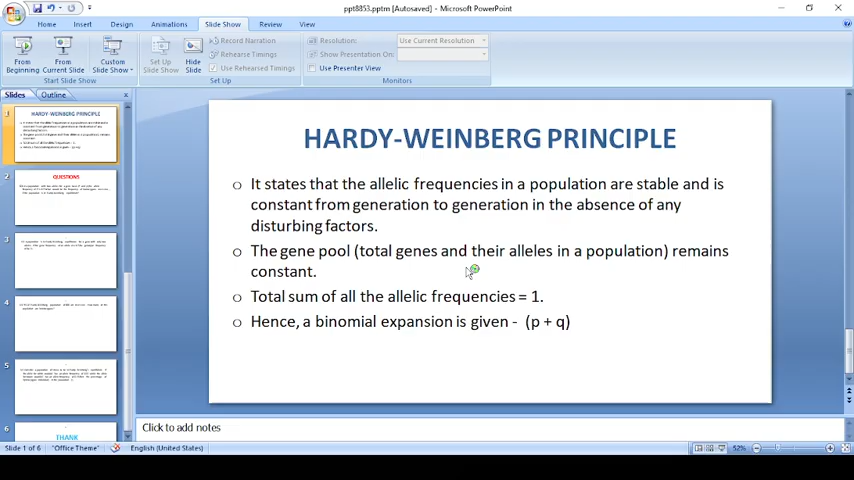 ppt8853.pptm [Autosaved] - Microsoft PowerPoint
Home Insert Design Animations Slide Show Review View
From Beginning
From Current Slide
Custom Slide Show
Start Slide Show
Set Up Slide Show
Hide Slide
Record Narration
Rehearse Timings
Use Rehearsed Timings
Set Up
Resolution: Use Current Resolution
Show Presentation On:
Use Presenter View
Monitors
Slides Outline
HARDY-WEINBERG PRINCIPLE
2
QUESTIONS
3
4
5
6
THANK
HARDY-WEINBERG PRINCIPLE
It states that the allelic frequencies in a population are stable and is
constant from generation to generation in the absence of any
disturbing factors.
The gene pool (total genes and their alleles in a population) remains
constant.
Total sum of all the allelic frequencies = 1.
Hence, a binomial expansion is given - (p + q)
Click to add notes
Slide 1 of 6 "Office Theme" English (United States) 52%